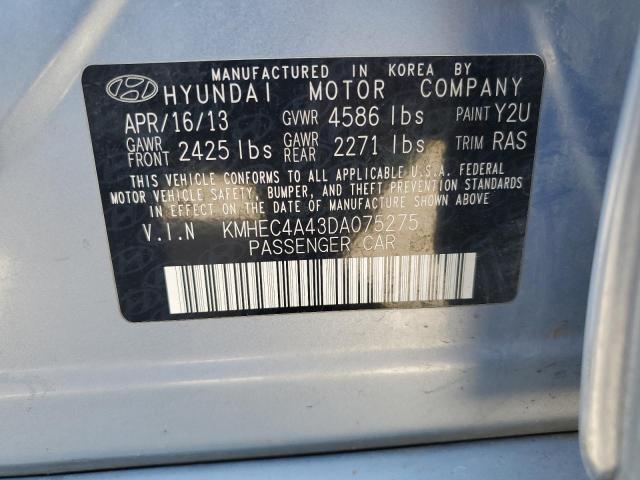 MANUFACTURED IN KOREA BY
HYUNDAI MOTOR COMPANY
APR/16/13 GVWR 4586 lbs PAINT Y2U
GAWR FRONT 2425 lbs GAWR REAR 2271 lbs TRIM RAS
THIS VEHICLE CONFORMS TO ALL APPLICABLE U.S.A. FEDERAL
MOTOR VEHICLE SAFETY, BUMPER, AND THEFT PREVENTION STANDARDS
IN EFFECT ON THE DATE OF MANUFACTURE SHOWN ABOVE
V.I.N KMHEC4A43DA075275
PASSENGER CAR